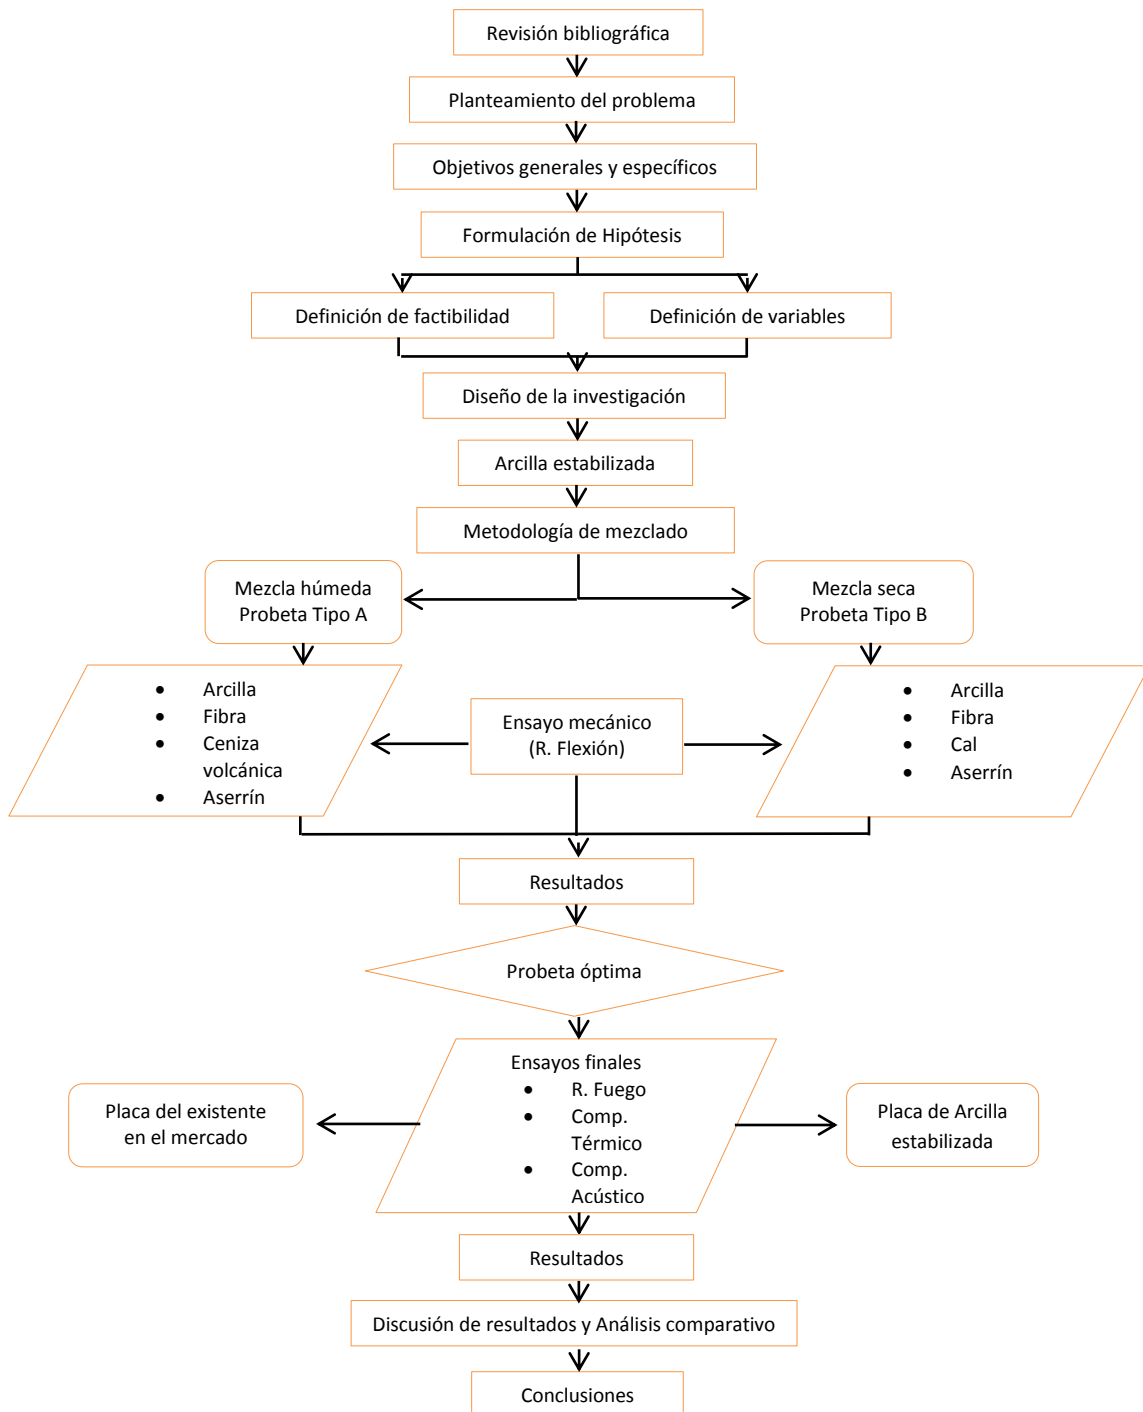 Revisión bibliográfica
Planteamiento del problema
Objetivos generales y específicos
Formulación de Hipótesis
Definición de factibilidad
Definición de variables
Diseño de la investigación
Arcilla estabilizada
Metodología de mezclado
Mezcla húmeda
Probeta Tipo A
Mezcla seca
Probeta Tipo B
• Arcilla
• Fibra
• Ceniza
volcánica
• Aserrín
Ensayo mecánico
(R. Flexión)
• Arcilla
• Fibra
• Cal
• Aserrín
Resultados
Probeta óptima
Ensayos finales
• R. Fuego
• Comp.
Térmico
• Comp.
Acústico
Placa del existente
en el mercado
Placa de Arcilla
estabilizada
Resultados
Discusión de resultados y Análisis comparativo
Conclusiones